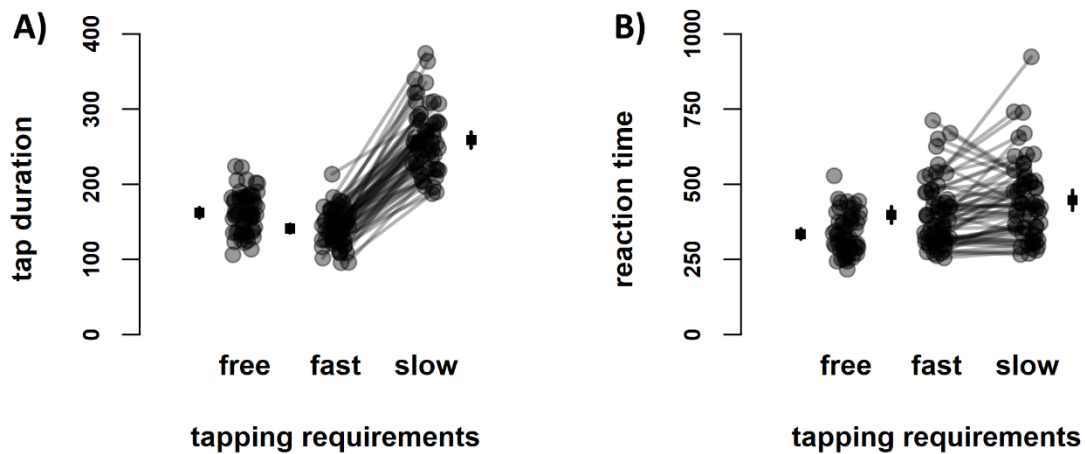 A)
tap duration
400
300
200
100
0
free fast slow
tapping requirements
B)
reaction time
1000
750
500
250
0
free fast slow
tapping requirements